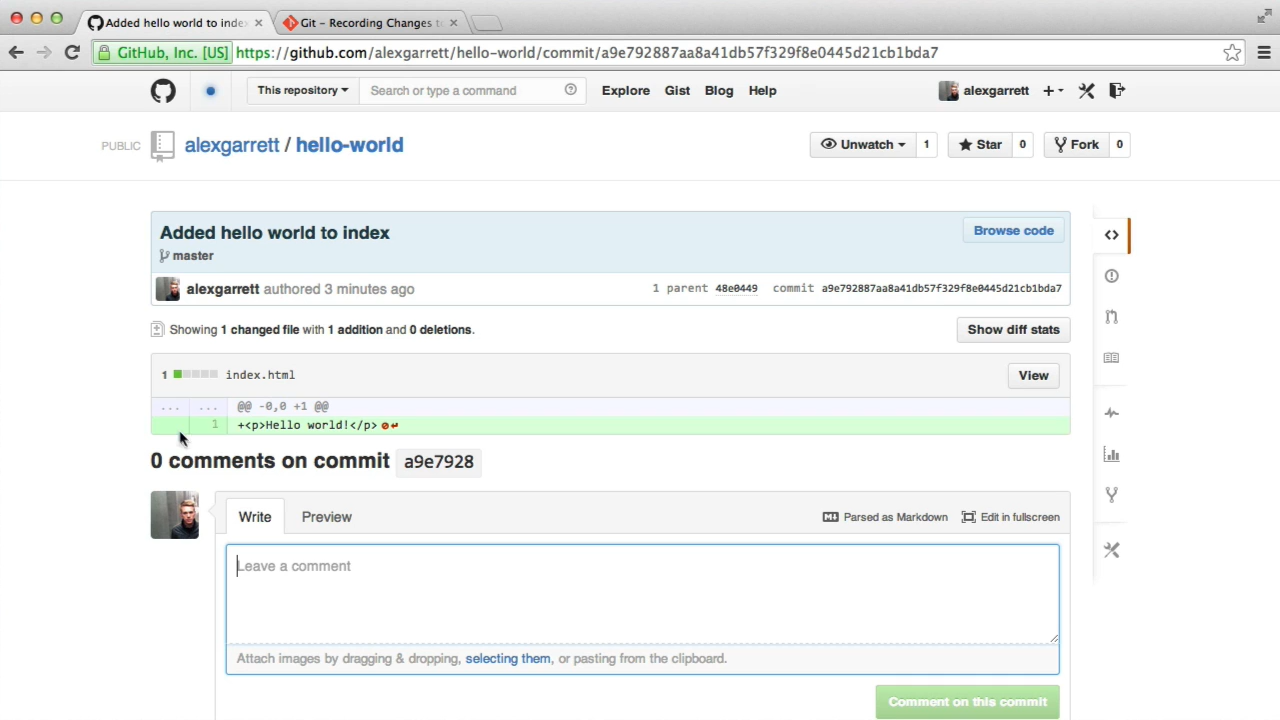 Added hello world to index
Git – Recording Changes to
GitHub, Inc. [US] https://github.com/alexgarrett/hello-world/commit/a9e792887aa8a41db57f329f8e0445d21cb1bda7
This repository Search or type a command Explore Gist Blog Help alexgarrett
PUBLIC alexgarrett / hello-world Unwatch 1 Star 0 Fork 0
Added hello world to index Browse code
master
alexgarrett authored 3 minutes ago 1 parent 48e0449 commit a9e792887aa8a41db57f329f8e0445d21cb1bda7
Showing 1 changed file with 1 addition and 0 deletions. Show diff stats
1 index.html View
... ... @@ -0,0 +1 @@
1 +<p>Hello world!</p>
0 comments on commit a9e7928
Write Preview Parsed as Markdown Edit in fullscreen
Leave a comment
Attach images by dragging & dropping, selecting them, or pasting from the clipboard.
Comment on this commit